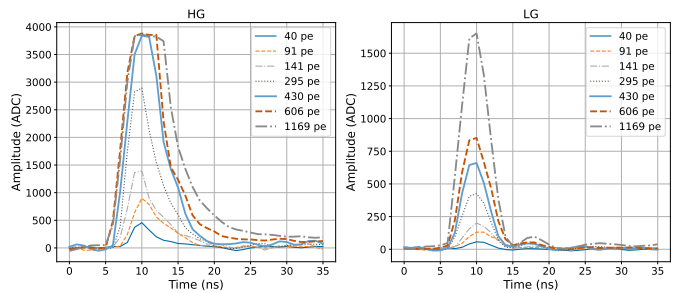 HG
Amplitude (ADC)
4000
3500
3000
2500
2000
1500
1000
500
0
0 5 10 15 20 25 30 35
Time (ns)
40 pe
91 pe
141 pe
295 pe
430 pe
606 pe
1169 pe
LG
Amplitude (ADC)
1500
1250
1000
750
500
250
0
0 5 10 15 20 25 30 35
Time (ns)
40 pe
91 pe
141 pe
295 pe
430 pe
606 pe
1169 pe